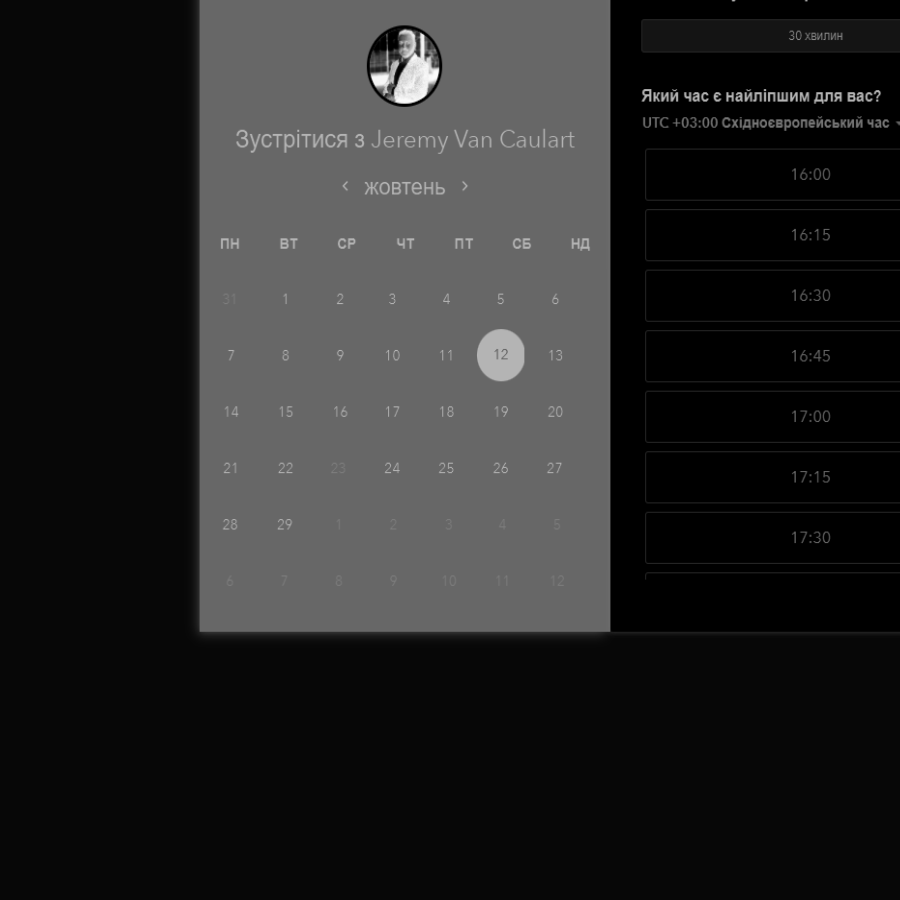 Зустрітися з Jeremy Van Caulart
жовтень
ПН ВТ СР ЧТ ПТ СБ НД
31 1 2 3 4 5 6
7 8 9 10 11 12 13
14 15 16 17 18 19 20
21 22 23 24 25 26 27
28 29 1 2 3 4 5
6 7 8 9 10 11 12
30 хвилин
Який час є найліпшим для вас?
UTC +03:00 Східноєвропейський час
16:00
16:15
16:30
16:45
17:00
17:15
17:30